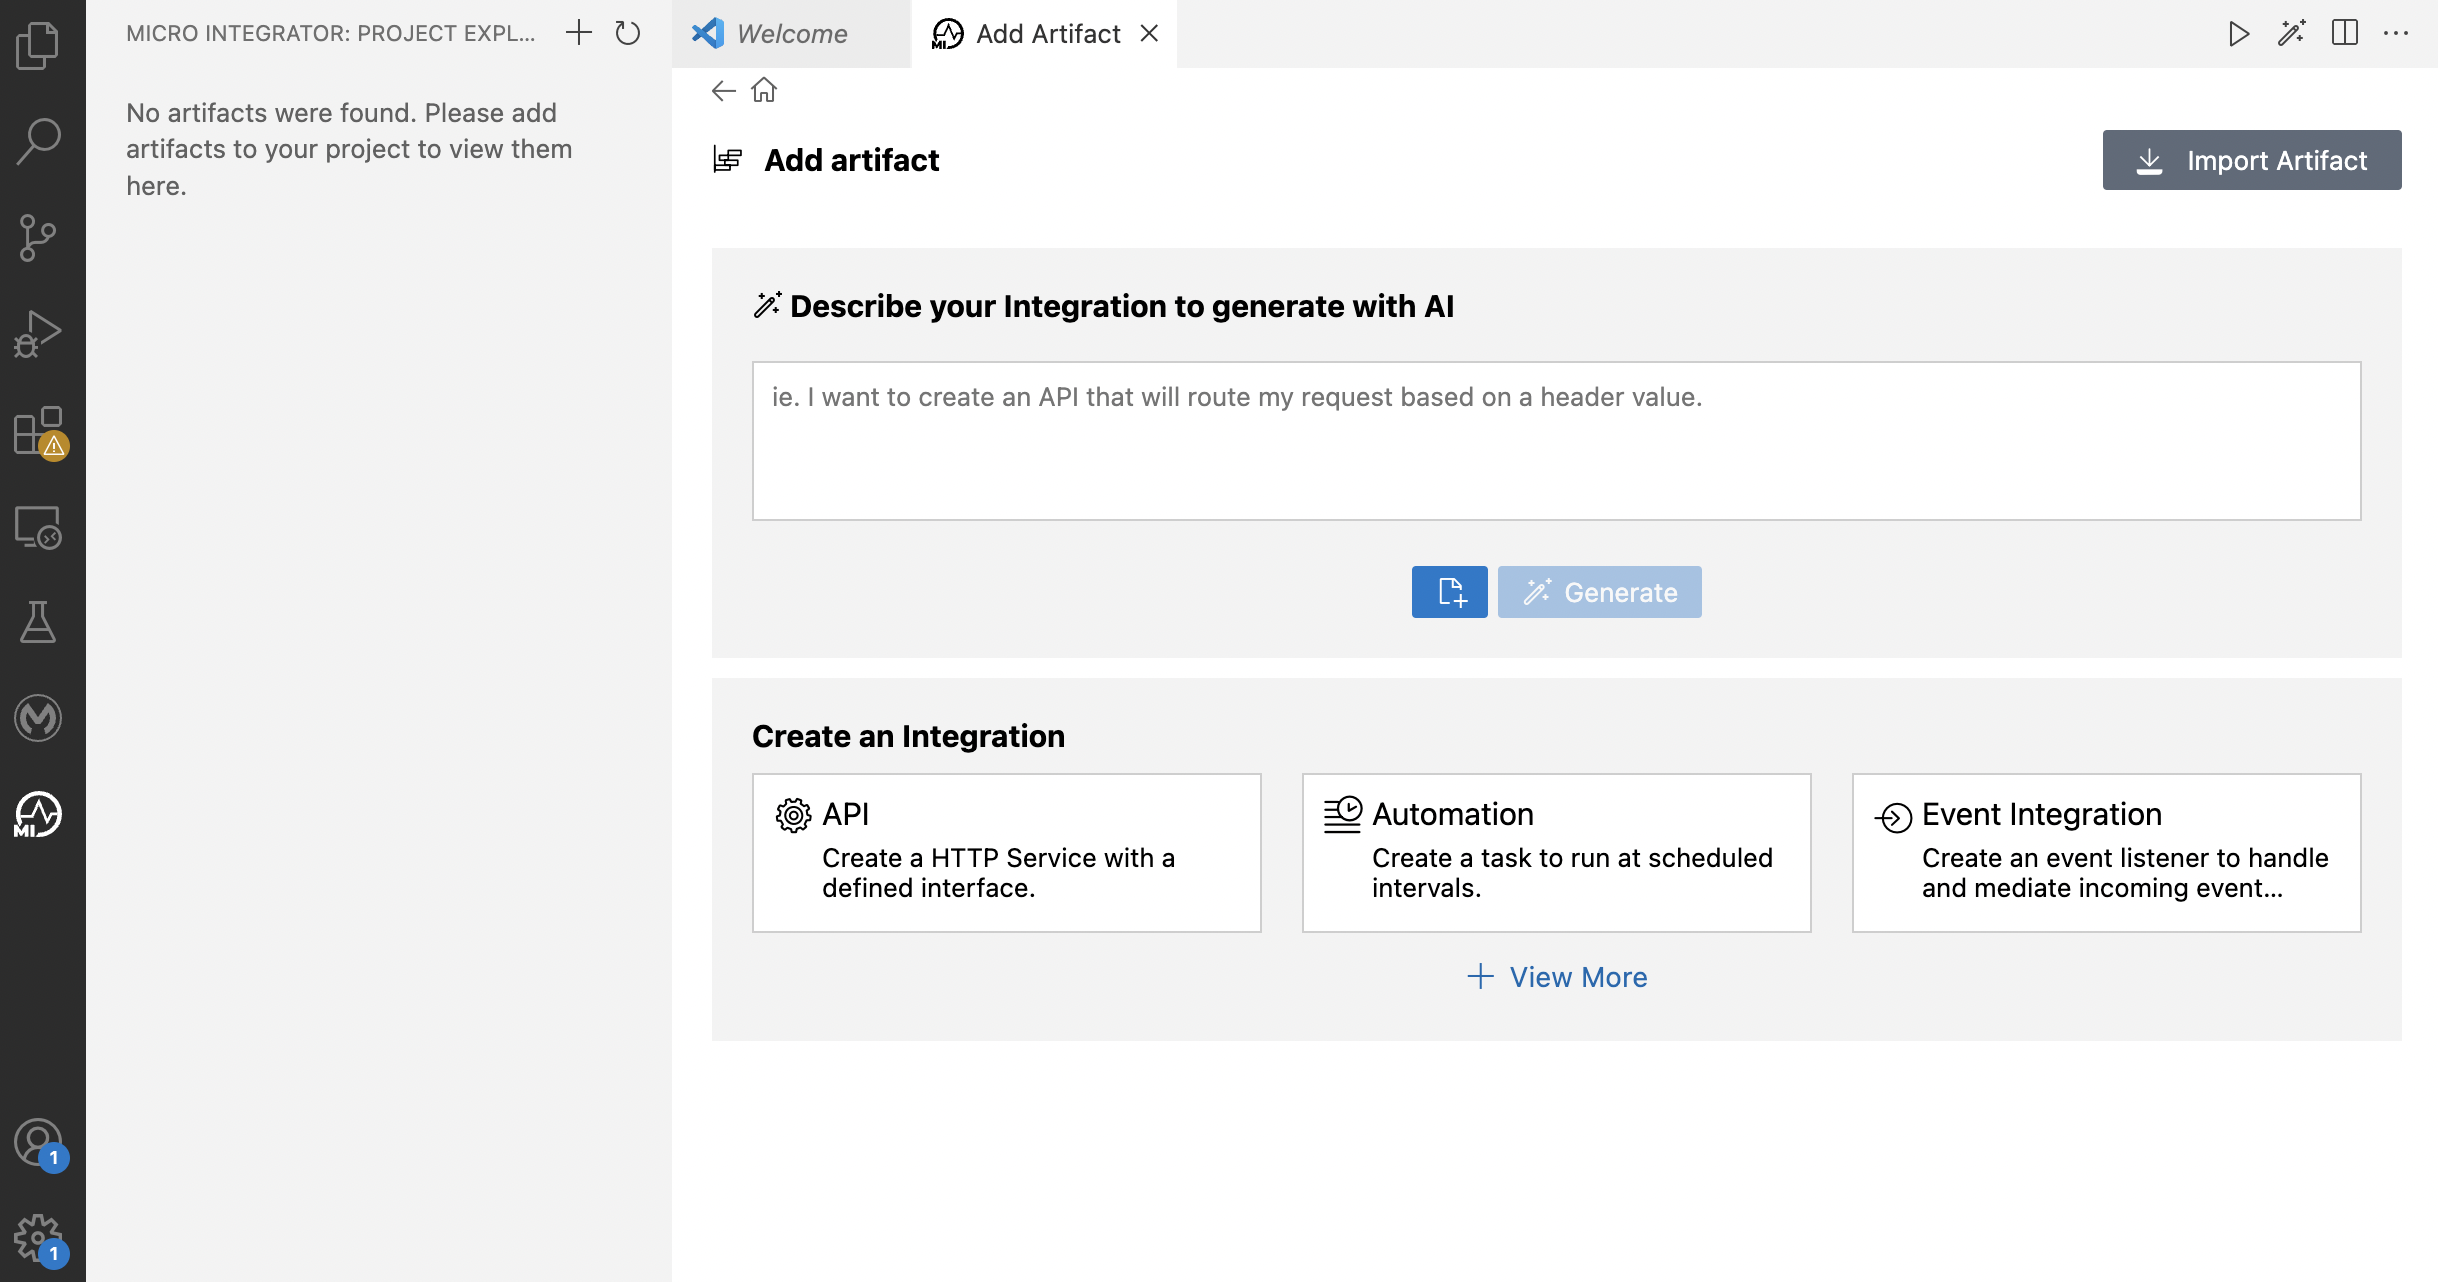 MICRO INTEGRATOR: PROJECT EXPL...
Welcome
MI
Add Artifact
No artifacts were found. Please add
artifacts to your project to view them
here.
Add artifact
Import Artifact
Describe your Integration to generate with AI
ie. I want to create an API that will route my request based on a header value.
Generate
Create an Integration
API
Create a HTTP Service with a
defined interface.
Automation
Create a task to run at scheduled
intervals.
Event Integration
Create an event listener to handle
and mediate incoming event...
View More
MI
1
1